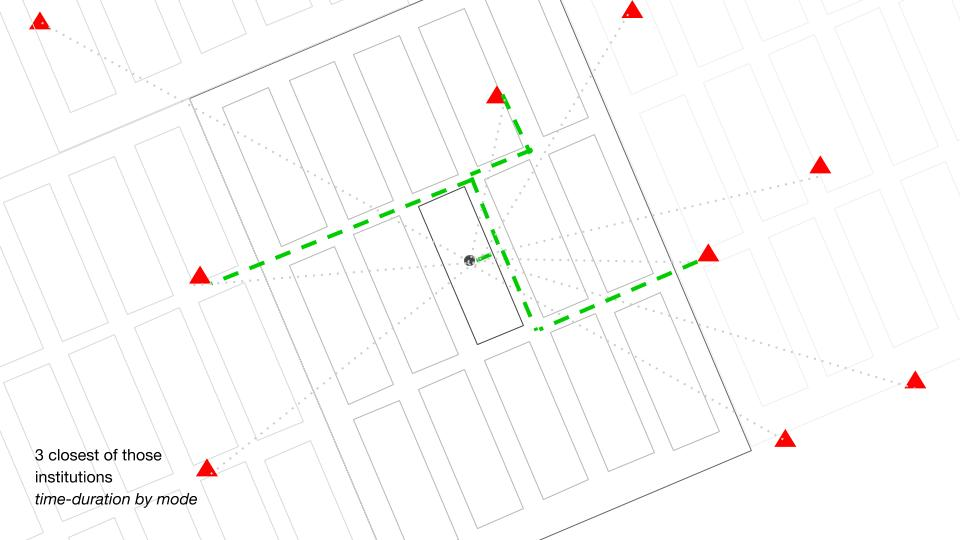 3 closest of those
institutions
time-duration by mode